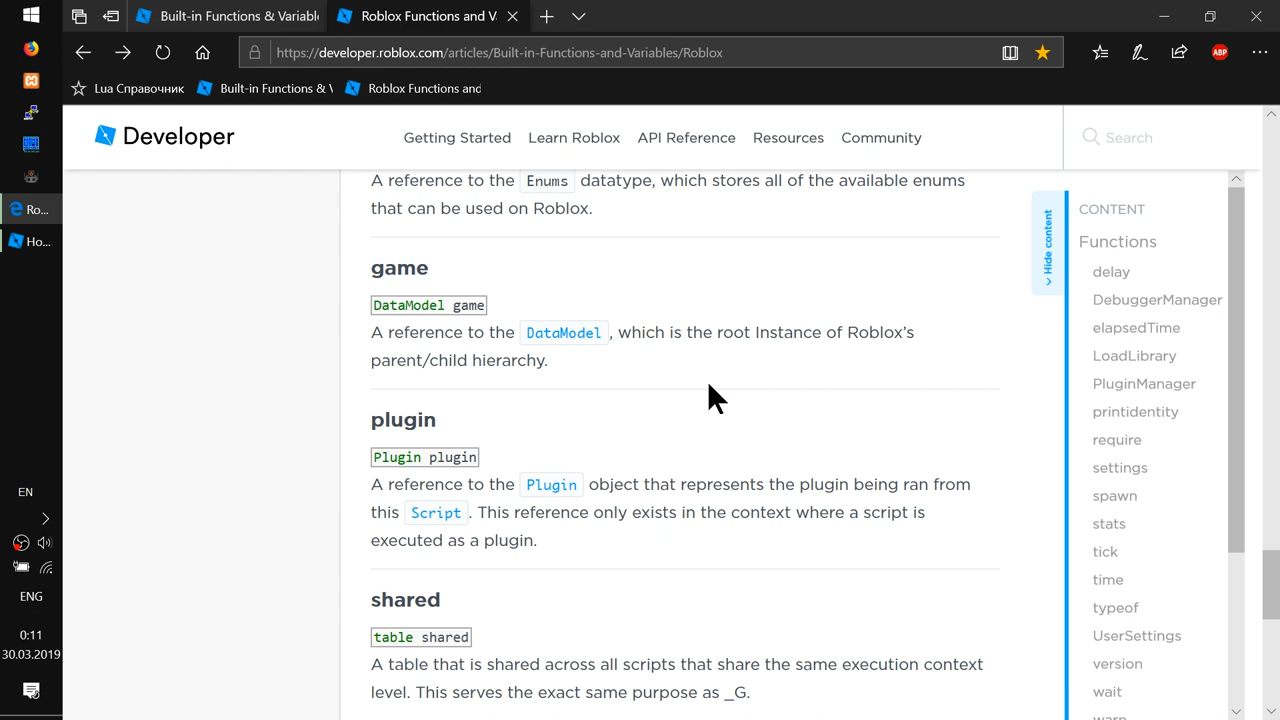 Built-in Functions & Variabl
Roblox Functions and V
https://developer.roblox.com/articles/Built-in-Functions-and-Variables/Roblox
ABP
Lua Справочник
Built-in Functions & V
Roblox Functions and
Developer
Getting Started
Learn Roblox
API Reference
Resources
Community
Search
A reference to the Enums datatype, which stores all of the available enums
that can be used on Roblox.
game
DataModel game
A reference to the DataModel, which is the root Instance of Roblox’s
parent/child hierarchy.
plugin
Plugin plugin
A reference to the Plugin object that represents the plugin being ran from
this Script. This reference only exists in the context where a script is
executed as a plugin.
shared
table shared
A table that is shared across all scripts that share the same execution context
level. This serves the exact same purpose as _G.
Hide content
CONTENT
Functions
delay
DebuggerManager
elapsedTime
LoadLibrary
PluginManager
printidentity
require
settings
spawn
stats
tick
time
typeof
UserSettings
version
wait
warn
Ro...
Ho...
EN
ENG
0:11
30.03.2019